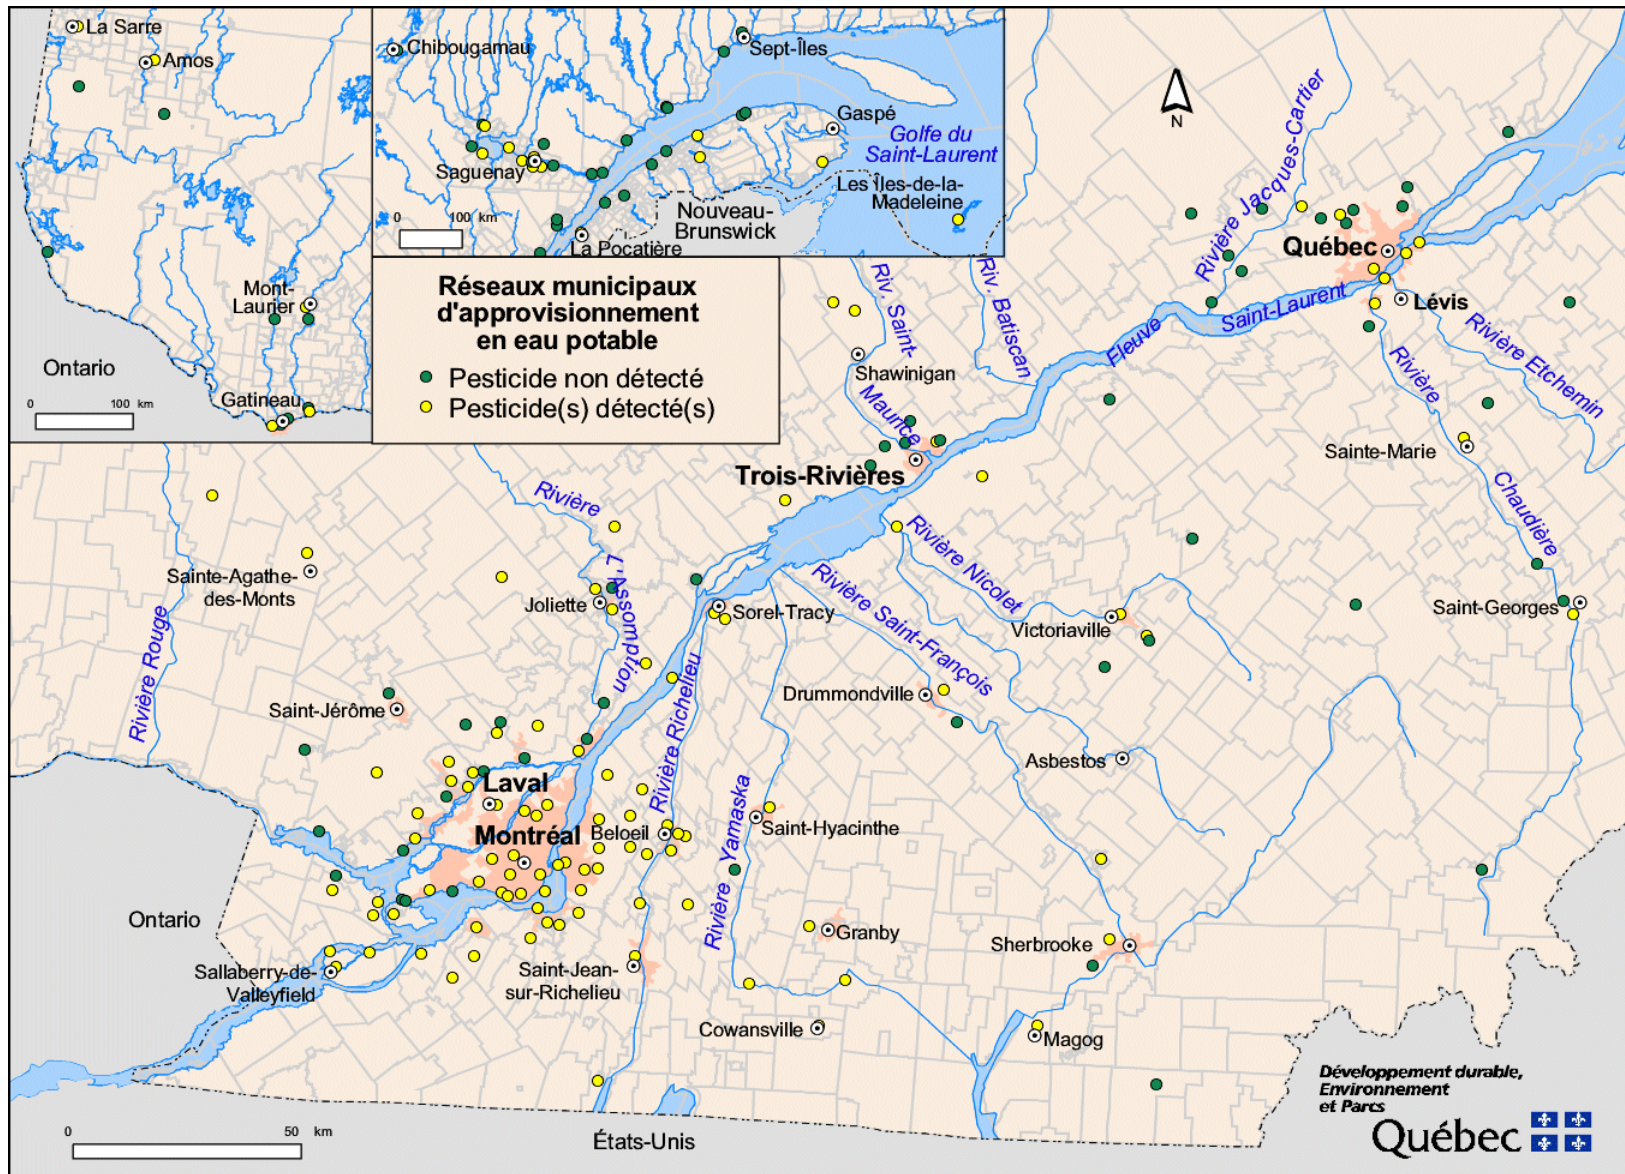 La Sarre
Amos
Mont-
Laurier
Ontario
Gatineau
0
100 km
Chibougamau
Sept-Îles
Gaspé
Golfe du
Saint-Laurent
Saguenay
Les Îles-de-la-
Madeleine
Nouveau-
Brunswick
0
100 km
La Pocatière
Réseaux municipaux
d'approvisionnement
en eau potable
Pesticide non détecté
Pesticide(s) détecté(s)
N
Rivière Jacques-Cartier
Québec
Lévis
Fleuve
Saint-Laurent
Rivière Etchemin
Rivière
Chaudière
Riv. Saint-
Maurice
Riv. Batiscan
Shawinigan
Trois-Rivières
Sainte-Marie
Rivière
L'Assomption
Rivière Nicolet
Sainte-Agathe-
des-Monts
Joliette
Sorel-Tracy
Rivière Saint-François
Victoriaville
Saint-Georges
Rivière Rouge
Saint-Jérôme
Rivière Richelieu
Drummondville
Asbestos
Laval
Montréal
Beloeil
Rivière Yamaska
Saint-Hyacinthe
Ontario
Granby
Sherbrooke
Sallaberry-de-
Valleyfield
Saint-Jean-
sur-Richelieu
Cowansville
Magog
États-Unis
0
50 km
Développement durable,
Environnement
et Parcs
Québec